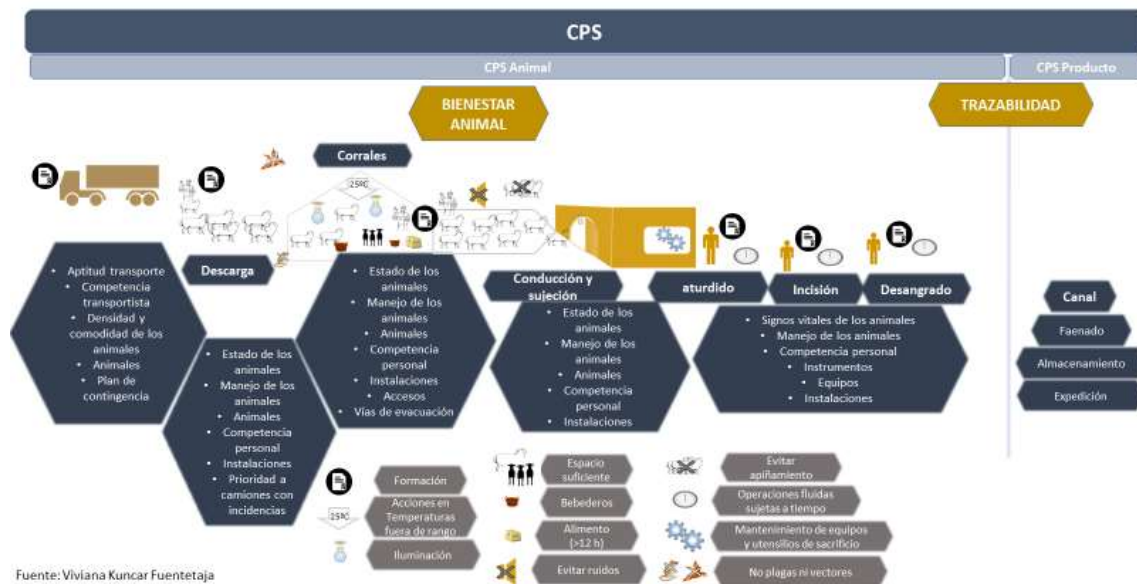 CPS
CPS Animal
CPS Producto
BIENESTAR
ANIMAL
TRAZABILIDAD
Corrales
25ºC
• Aptitud transporte
• Competencia
transportista
• Densidad y
comodidad de los
animales
• Animales
• Plan de
contingencia
Descarga
• Estado de los
animales
• Manejo de los
animales
• Animales
• Competencia
personal
• Instalaciones
• Prioridad a
camiones con
incidencias
• Estado de los
animales
• Manejo de los
animales
• Animales
• Competencia
personal
• Instalaciones
• Accesos
• Vías de evacuación
Conducción y
sujeción
• Estado de los
animales
• Manejo de los
animales
• Animales
• Competencia
personal
• Instalaciones
aturdido
Incisión
Desangrado
• Signos vitales de los animales
• Manejo de los animales
• Competencia personal
• Instrumentos
• Equipos
• Instalaciones
Canal
Faenado
Almacenamiento
Expedición
Formación
25ºC
Acciones en
Temperaturas
fuera de rango
Iluminación
Espacio
suficiente
Bebederos
Alimento
(>12 h)
Evitar ruidos
Evitar
apiñamiento
Operaciones fluidas
sujetas a tiempo
Mantenimiento de equipos
y utensilios de sacrificio
No plagas ni vectores
Fuente: Viviana Kuncar Fuentetaja